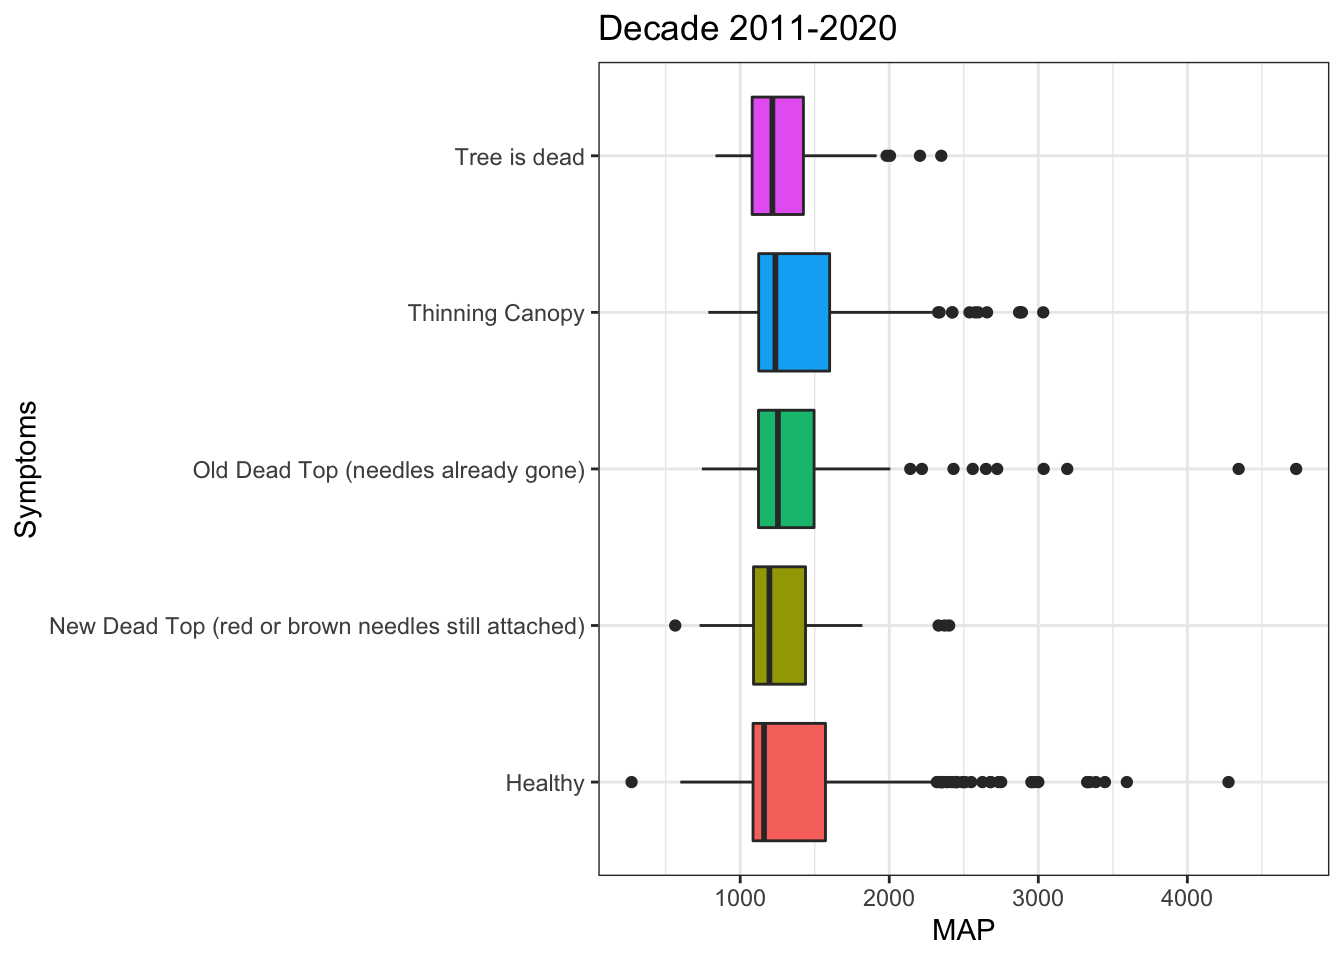 Decade 2011-2020
Symptoms
Tree is dead
Thinning Canopy
Old Dead Top (needles already gone)
New Dead Top (red or brown needles still attached)
Healthy
1000 2000 3000 4000
MAP